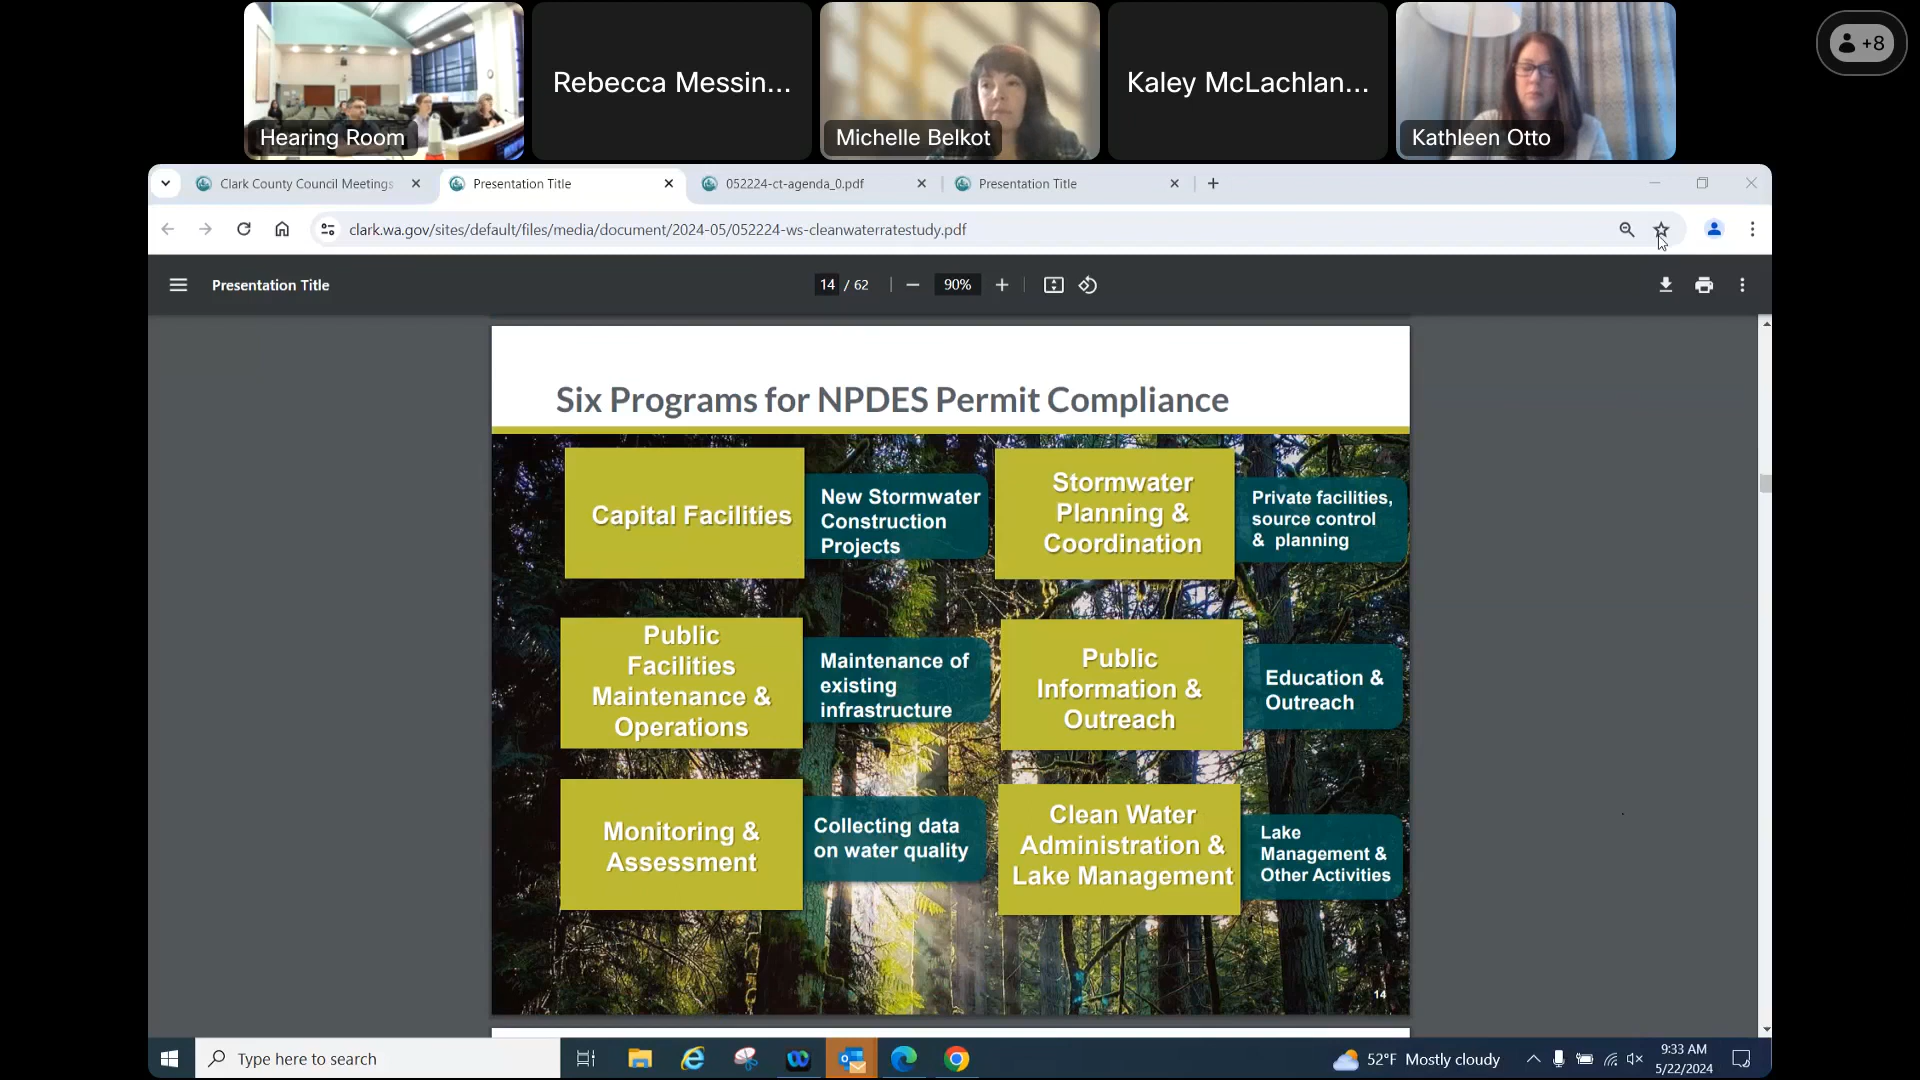 Hearing Room
Rebecca Messin...
Michelle Belkot
Kaley McLachlan...
Kathleen Otto
+8
Clark County Council Meetings
Presentation Title
052224-ct-agenda_0.pdf
Presentation Title
clark.wa.gov/sites/default/files/media/document/2024-05/052224-ws-cleanwaterratestudy.pdf
Presentation Title
14 / 62
90%
Six Programs for NPDES Permit Compliance
Capital Facilities
New Stormwater
Construction
Projects
Stormwater
Planning &
Coordination
Private facilities,
source control
& planning
Public
Facilities
Maintenance &
Operations
Maintenance of
existing
infrastructure
Public
Information &
Outreach
Education &
Outreach
Monitoring &
Assessment
Collecting data
on water quality
Clean Water
Administration &
Lake Management
Lake
Management &
Other Activities
14
Type here to search
52°F Mostly cloudy
9:33 AM
5/22/2024